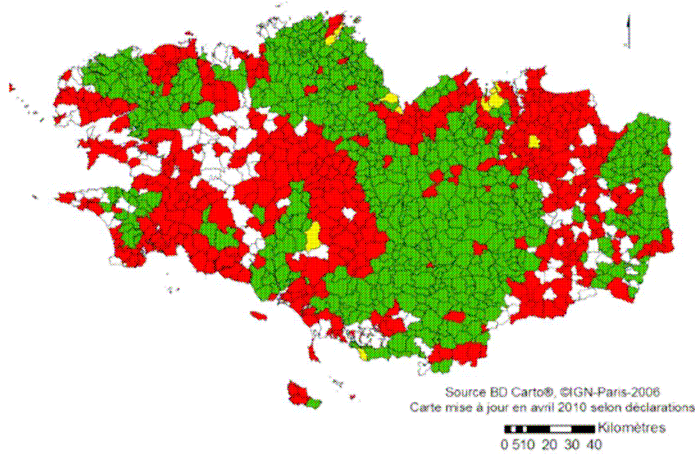 Source BD Carto®, ©IGN-Paris-2006
Carte mise à jour en avril 2010 selon déclarations
Kilomètres
0 510 20 30 40